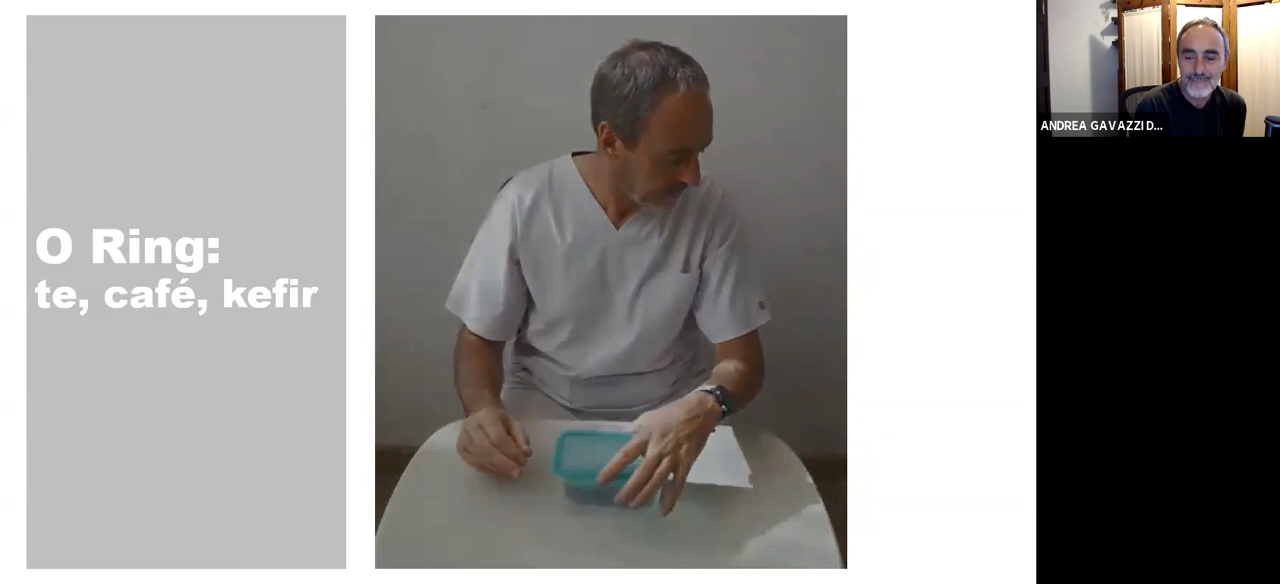 O Ring:
te, café, kefir
ANDREA GAVAZZI D...